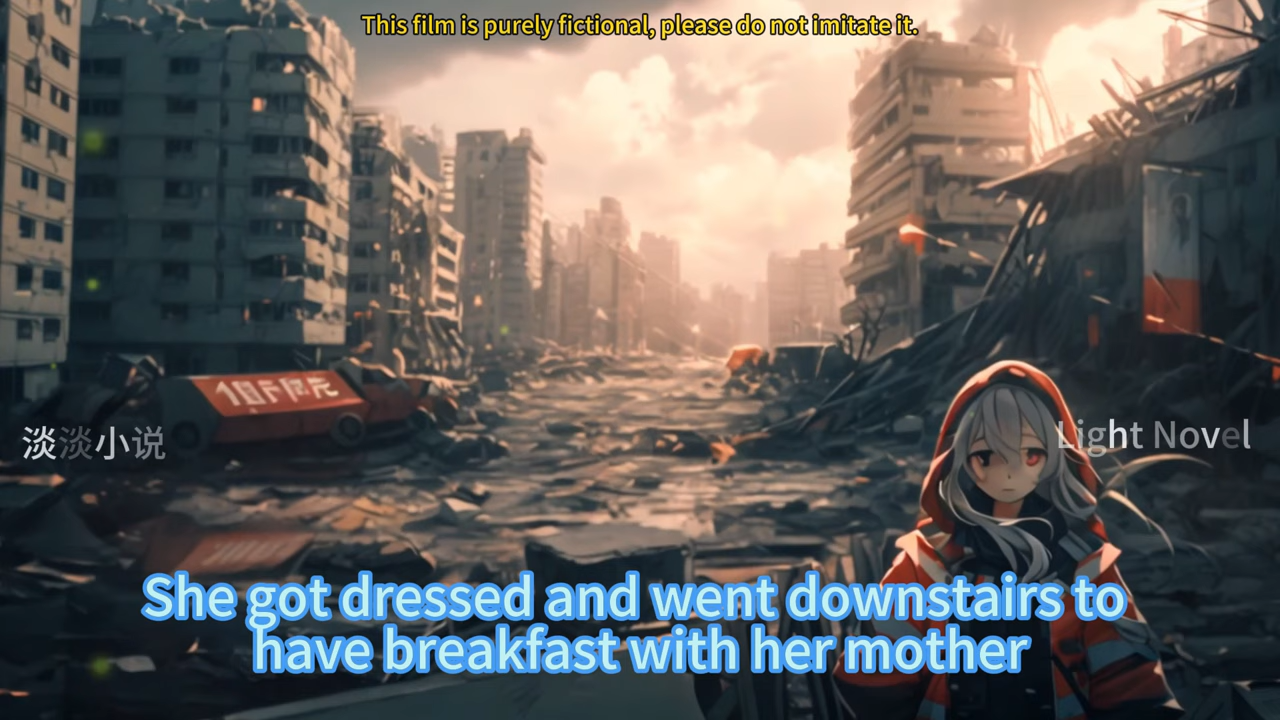 This film is purely fictional, please do not imitate it.
淡淡小说
Light Novel
She got dressed and went downstairs to
have breakfast with her mother